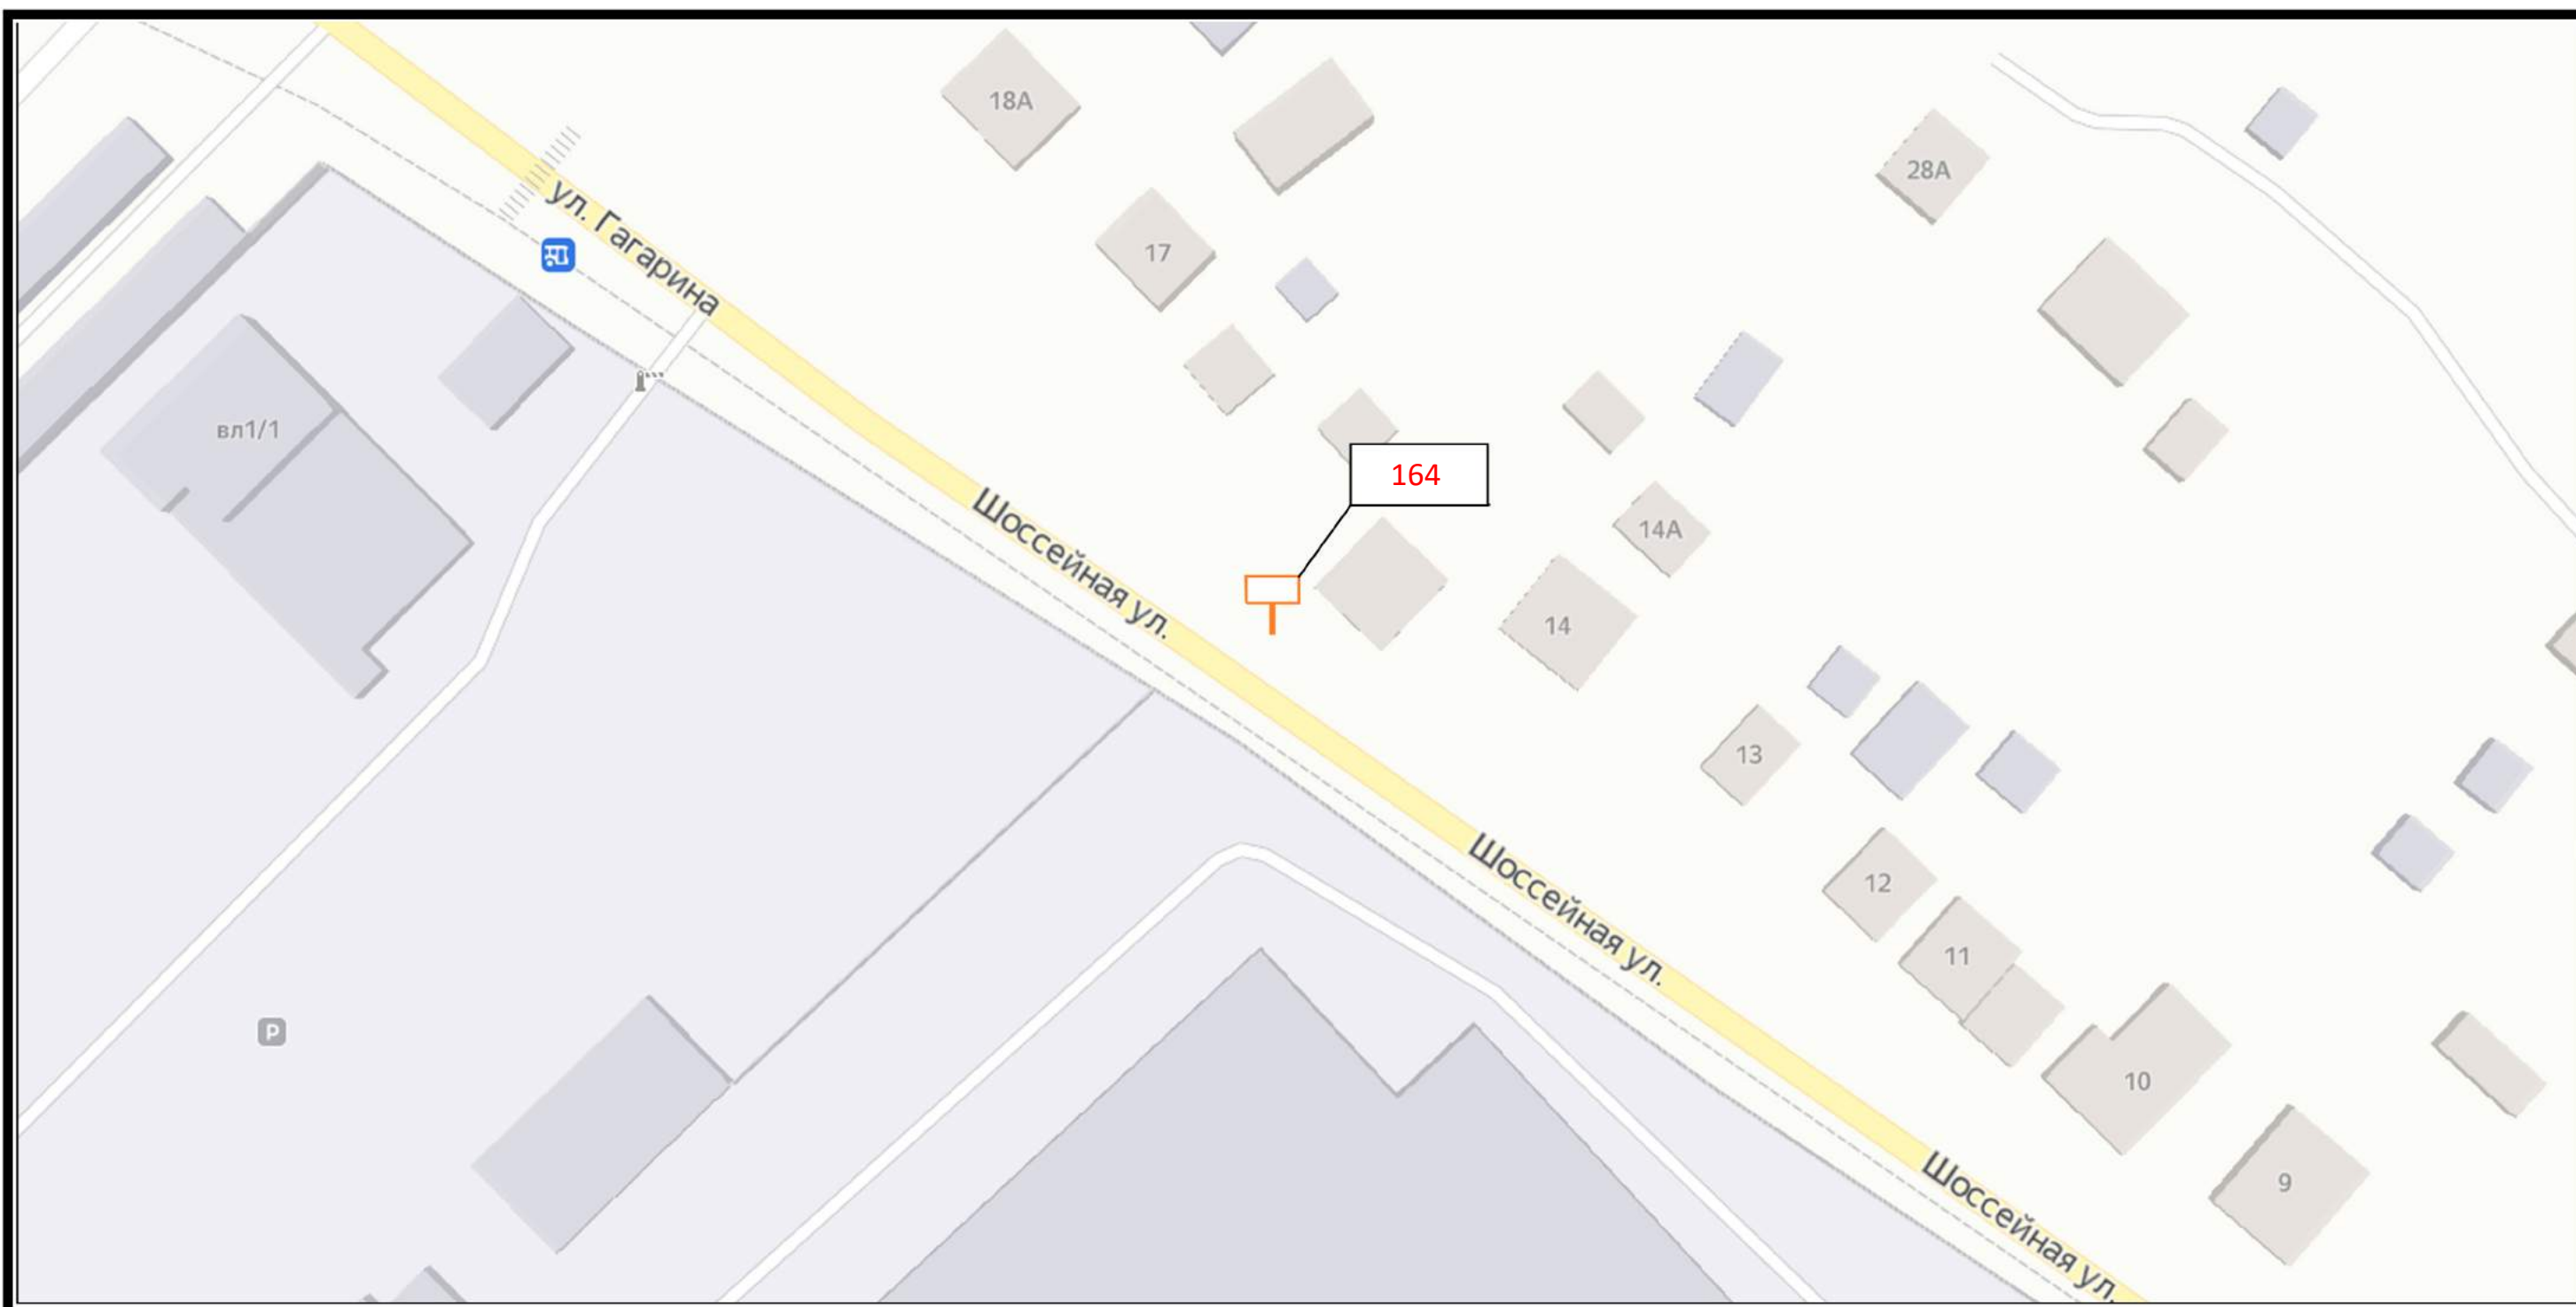 18А
28А
ул. Гагарина
17
вл1/1
164
Шоссейная ул.
14А
14
13
Шоссейная ул.
12
11
P
10
Шоссейная ул.
9